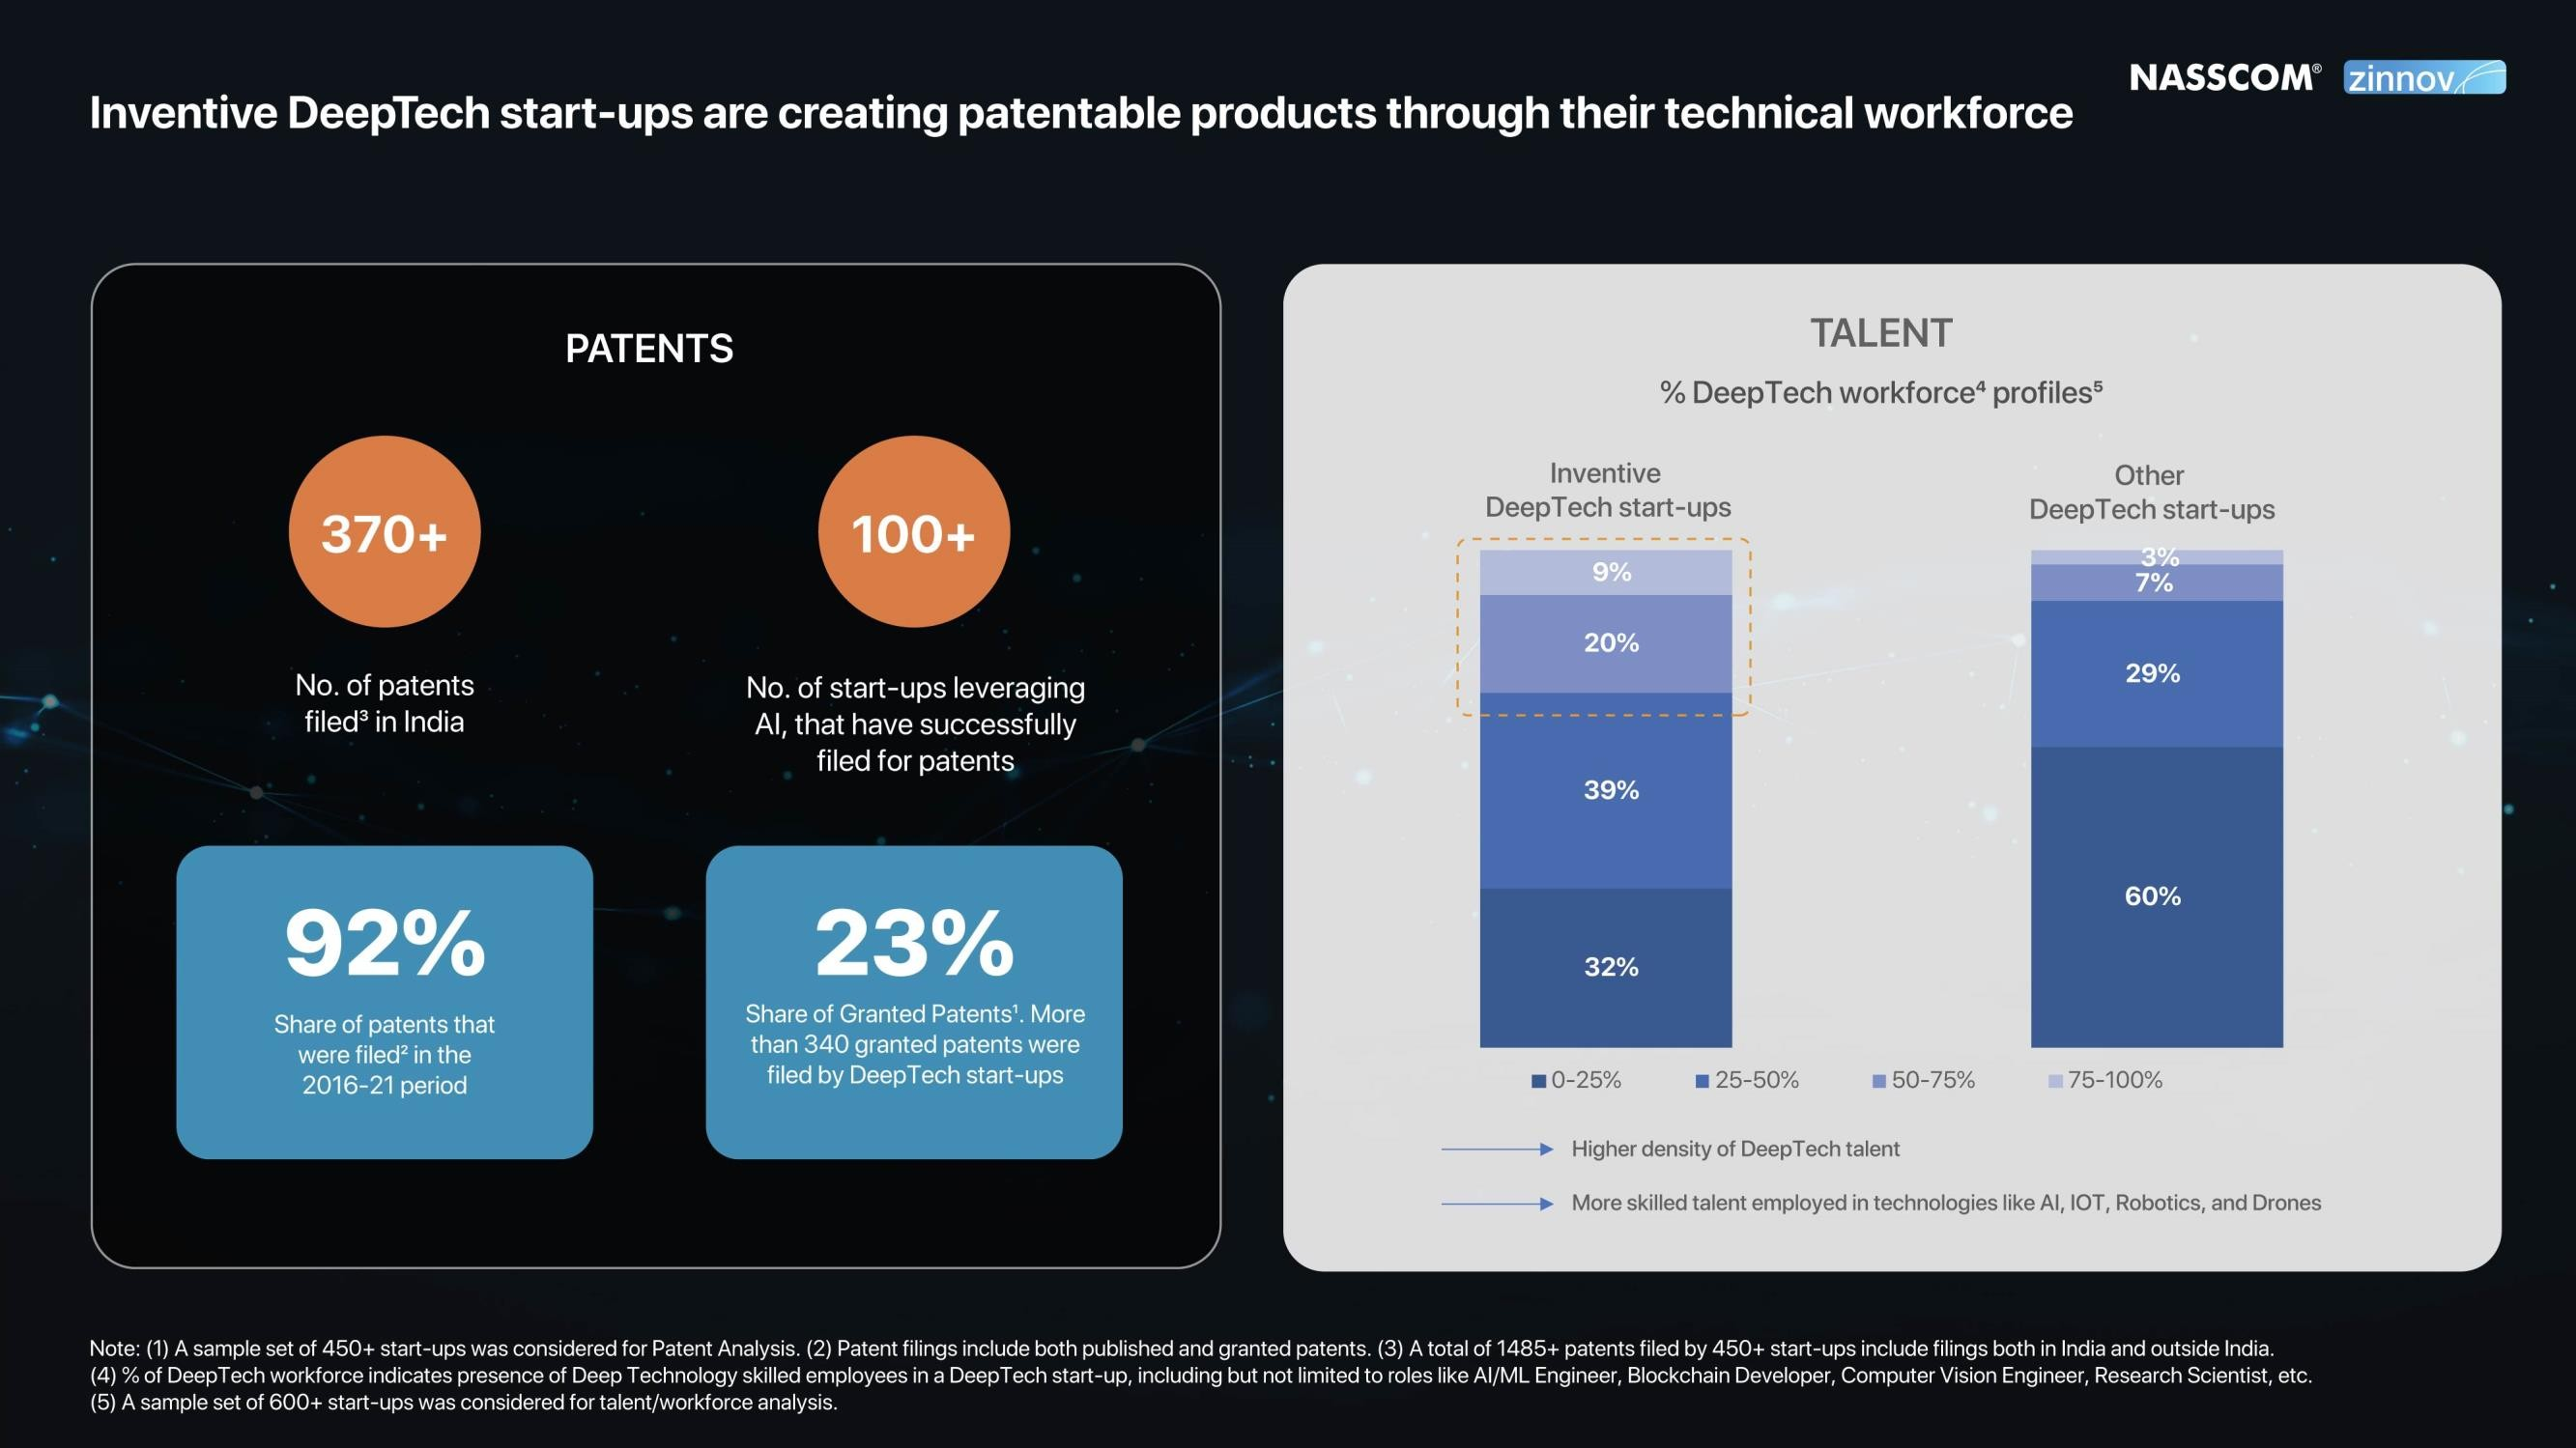 NASSCOM® zinnov
Inventive DeepTech start-ups are creating patentable products through their technical workforce
PATENTS
370+
No. of patents
filed³ in India
100+
No. of start-ups leveraging
AI, that have successfully
filed for patents
92%
Share of patents that
were filed² in the
2016-21 period
23%
Share of Granted Patents¹. More
than 340 granted patents were
filed by DeepTech start-ups
TALENT
% DeepTech workforce⁴ profiles⁵
Inventive
DeepTech start-ups
9%
20%
39%
32%
Other
DeepTech start-ups
3%
7%
29%
60%
0-25% 25-50% 50-75% 75-100%
Higher density of DeepTech talent
More skilled talent employed in technologies like AI, IOT, Robotics, and Drones
Note: (1) A sample set of 450+ start-ups was considered for Patent Analysis. (2) Patent filings include both published and granted patents. (3) A total of 1485+ patents filed by 450+ start-ups include filings both in India and outside India.
(4) % of DeepTech workforce indicates presence of Deep Technology skilled employees in a DeepTech start-up, including but not limited to roles like AI/ML Engineer, Blockchain Developer, Computer Vision Engineer, Research Scientist, etc.
(5) A sample set of 600+ start-ups was considered for talent/workforce analysis.